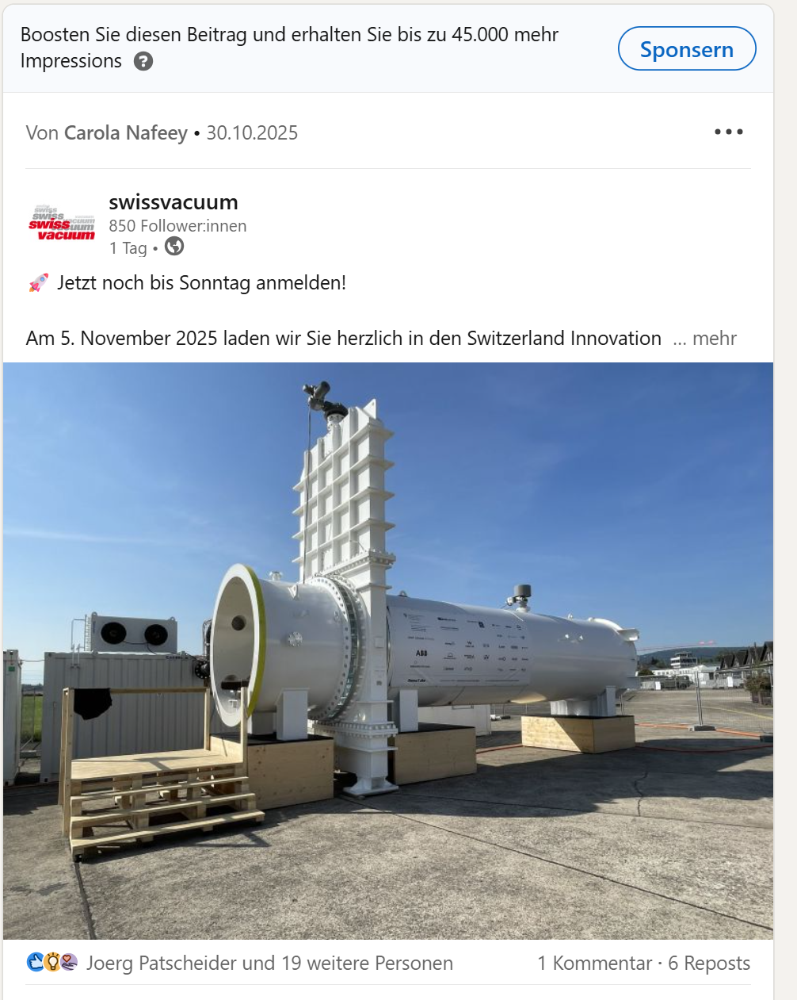 Boosten Sie diesen Beitrag und erhalten Sie bis zu 45.000 mehr
Impressions ?
Sponsern
Von Carola Nafeey • 30.10.2025
swiss
swiss
swiss
vacuum
swissvacuum
850 Follower:innen
1 Tag •
🚀 Jetzt noch bis Sonntag anmelden!
Am 5. November 2025 laden wir Sie herzlich in den Switzerland Innovation … mehr
ABB
Joerg Patscheider und 19 weitere Personen
1 Kommentar · 6 Reposts